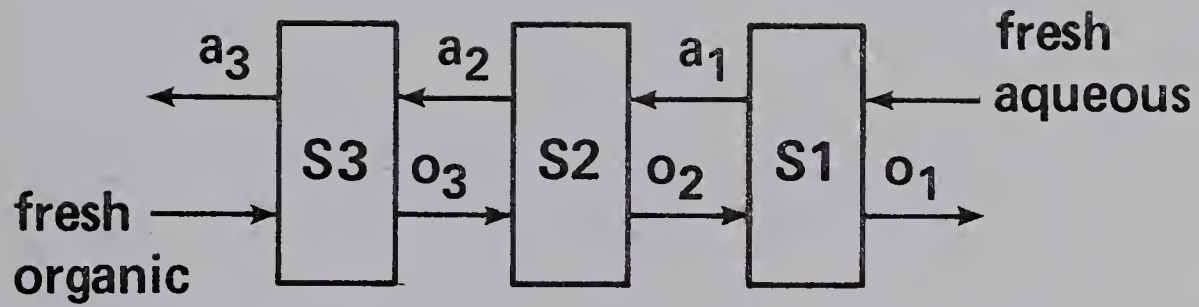 a3
a2
a1
fresh
aqueous
S3
S2
S1
o3
o2
o1
fresh
organic